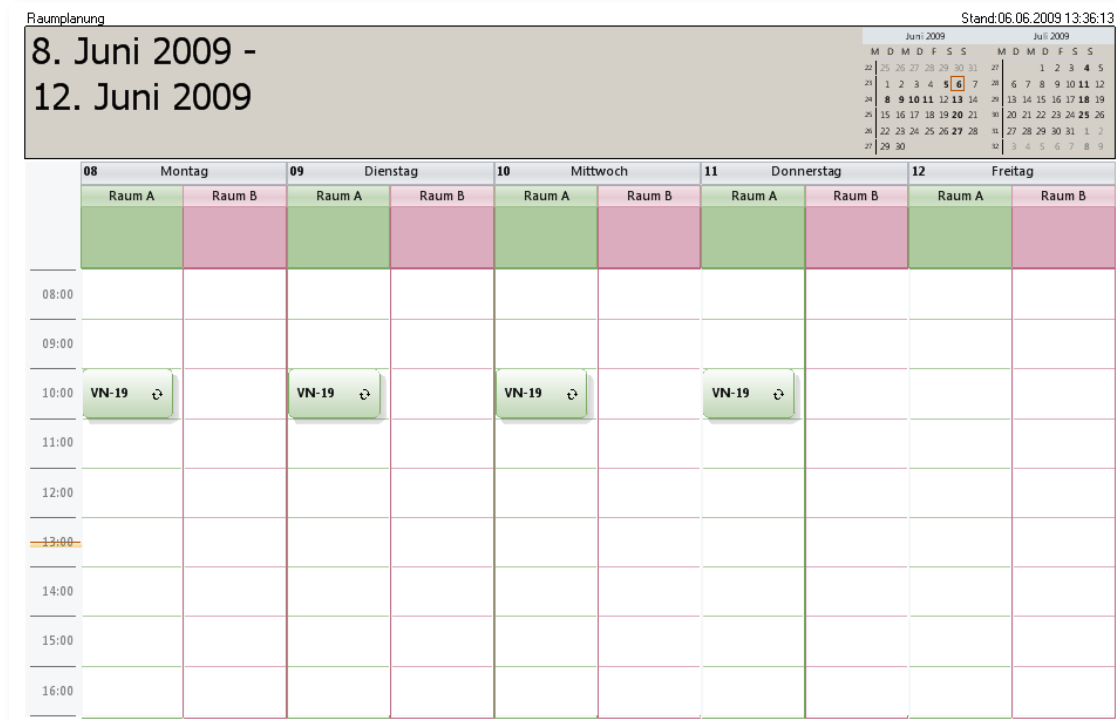 Raumplanung Stand:06.06.2009 13:36:13
8. Juni 2009 -
12. Juni 2009
Juni 2009
M D M D F S S
22 25 26 27 28 29 30 31
23 1 2 3 4 5 6 7
24 8 9 10 11 12 13 14
25 15 16 17 18 19 20 21
26 22 23 24 25 26 27 28
27 29 30
Juli 2009
M D M D F S S
27 1 2 3 4 5
28 6 7 8 9 10 11 12
29 13 14 15 16 17 18 19
30 20 21 22 23 24 25 26
31 27 28 29 30 31 1 2
32 3 4 5 6 7 8 9
08 Montag 09 Dienstag 10 Mittwoch 11 Donnerstag 12 Freitag
Raum A Raum B Raum A Raum B Raum A Raum B Raum A Raum B Raum A Raum B
08:00
09:00
10:00 VN-19 VN-19 VN-19 VN-19
11:00
12:00
13:00
14:00
15:00
16:00